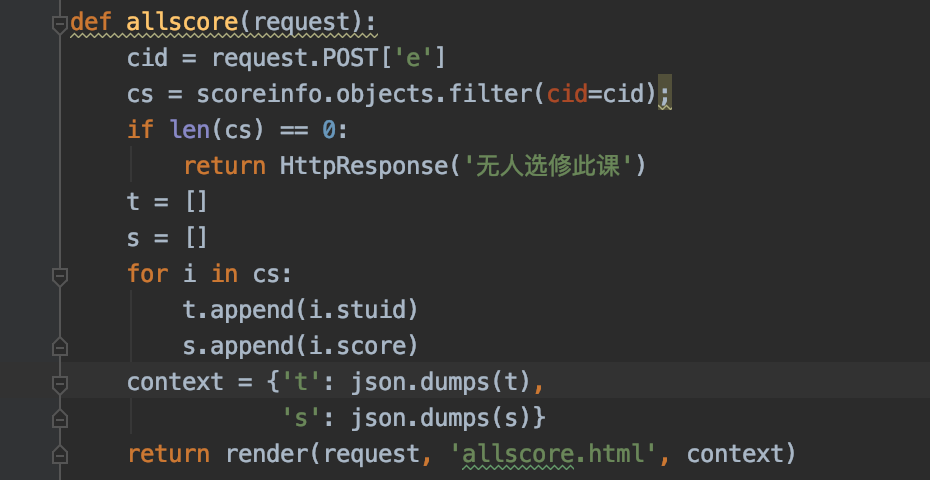 def allscore(request):
    cid = request.POST['e']
    cs = scoreinfo.objects.filter(cid=cid);
    if len(cs) == 0:
        return HttpResponse('无人选修此课')
    t = []
    s = []
    for i in cs:
        t.append(i.stuid)
        s.append(i.score)
    context = {'t': json.dumps(t),
               's': json.dumps(s)}
    return render(request, 'allscore.html', context)